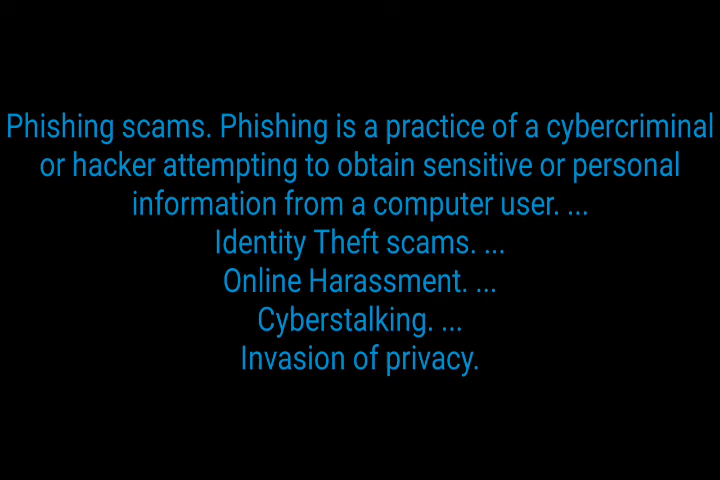 Phishing scams. Phishing is a practice of a cybercriminal
or hacker attempting to obtain sensitive or personal
information from a computer user. ...
Identity Theft scams. ...
Online Harassment. ...
Cyberstalking. ...
Invasion of privacy.